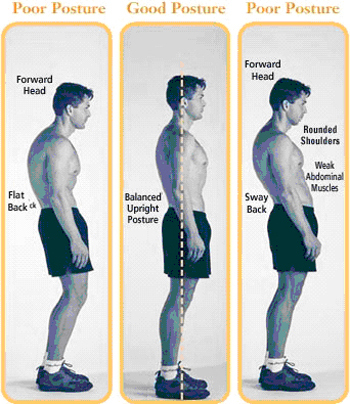 Poor Posture
Good Posture
Poor Posture
Forward
Head
Flat
Back ck
Balanced
Upright
Posture
Forward
Head
Rounded
Shoulders
Weak
Abdominal
Muscles
Sway
Back